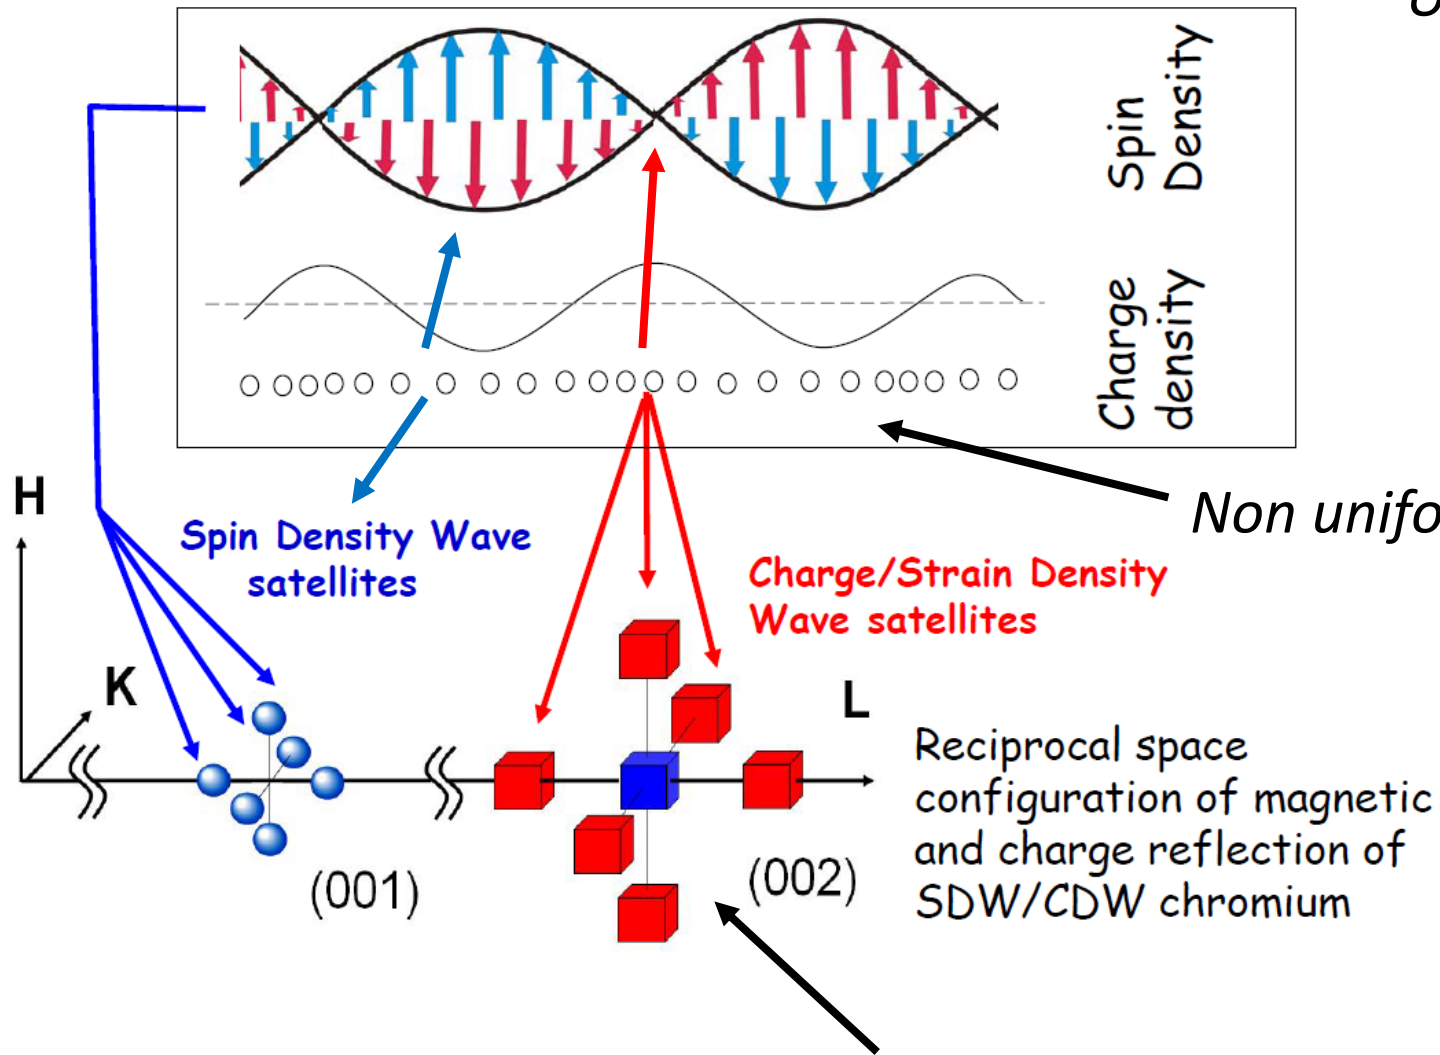 Spin
Density
Charge
density
H
Non
Spin Density Wave
satellites
Charge/Strain Density
Wave satellites
K
L
Reciprocal space
configuration of magnetic
and charge reflection of
SDW/CDW chromium
(001)
(002)